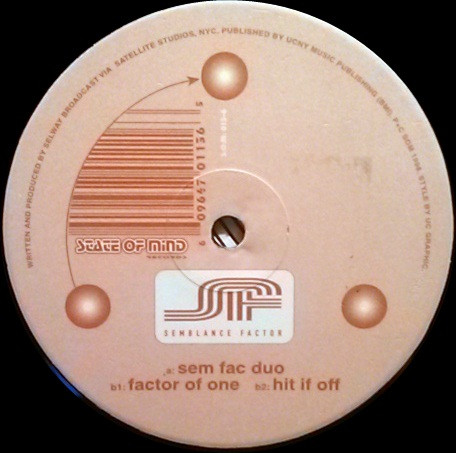 WRITTEN AND PRODUCED BY SELWAY BROADCAST VIA SATELLITE STUDIOS, NYC. PUBLISHED BY UCNY MUSIC PUBLISHING (BMI). P+C SOM 1996. STYLE BY UC GRAPHIC
6 09647 01156 5
STATE OF MIND
RECORDS
SF
SEMBLANCE FACTOR
a: sem fac duo
b1: factor of one b2: hit if off